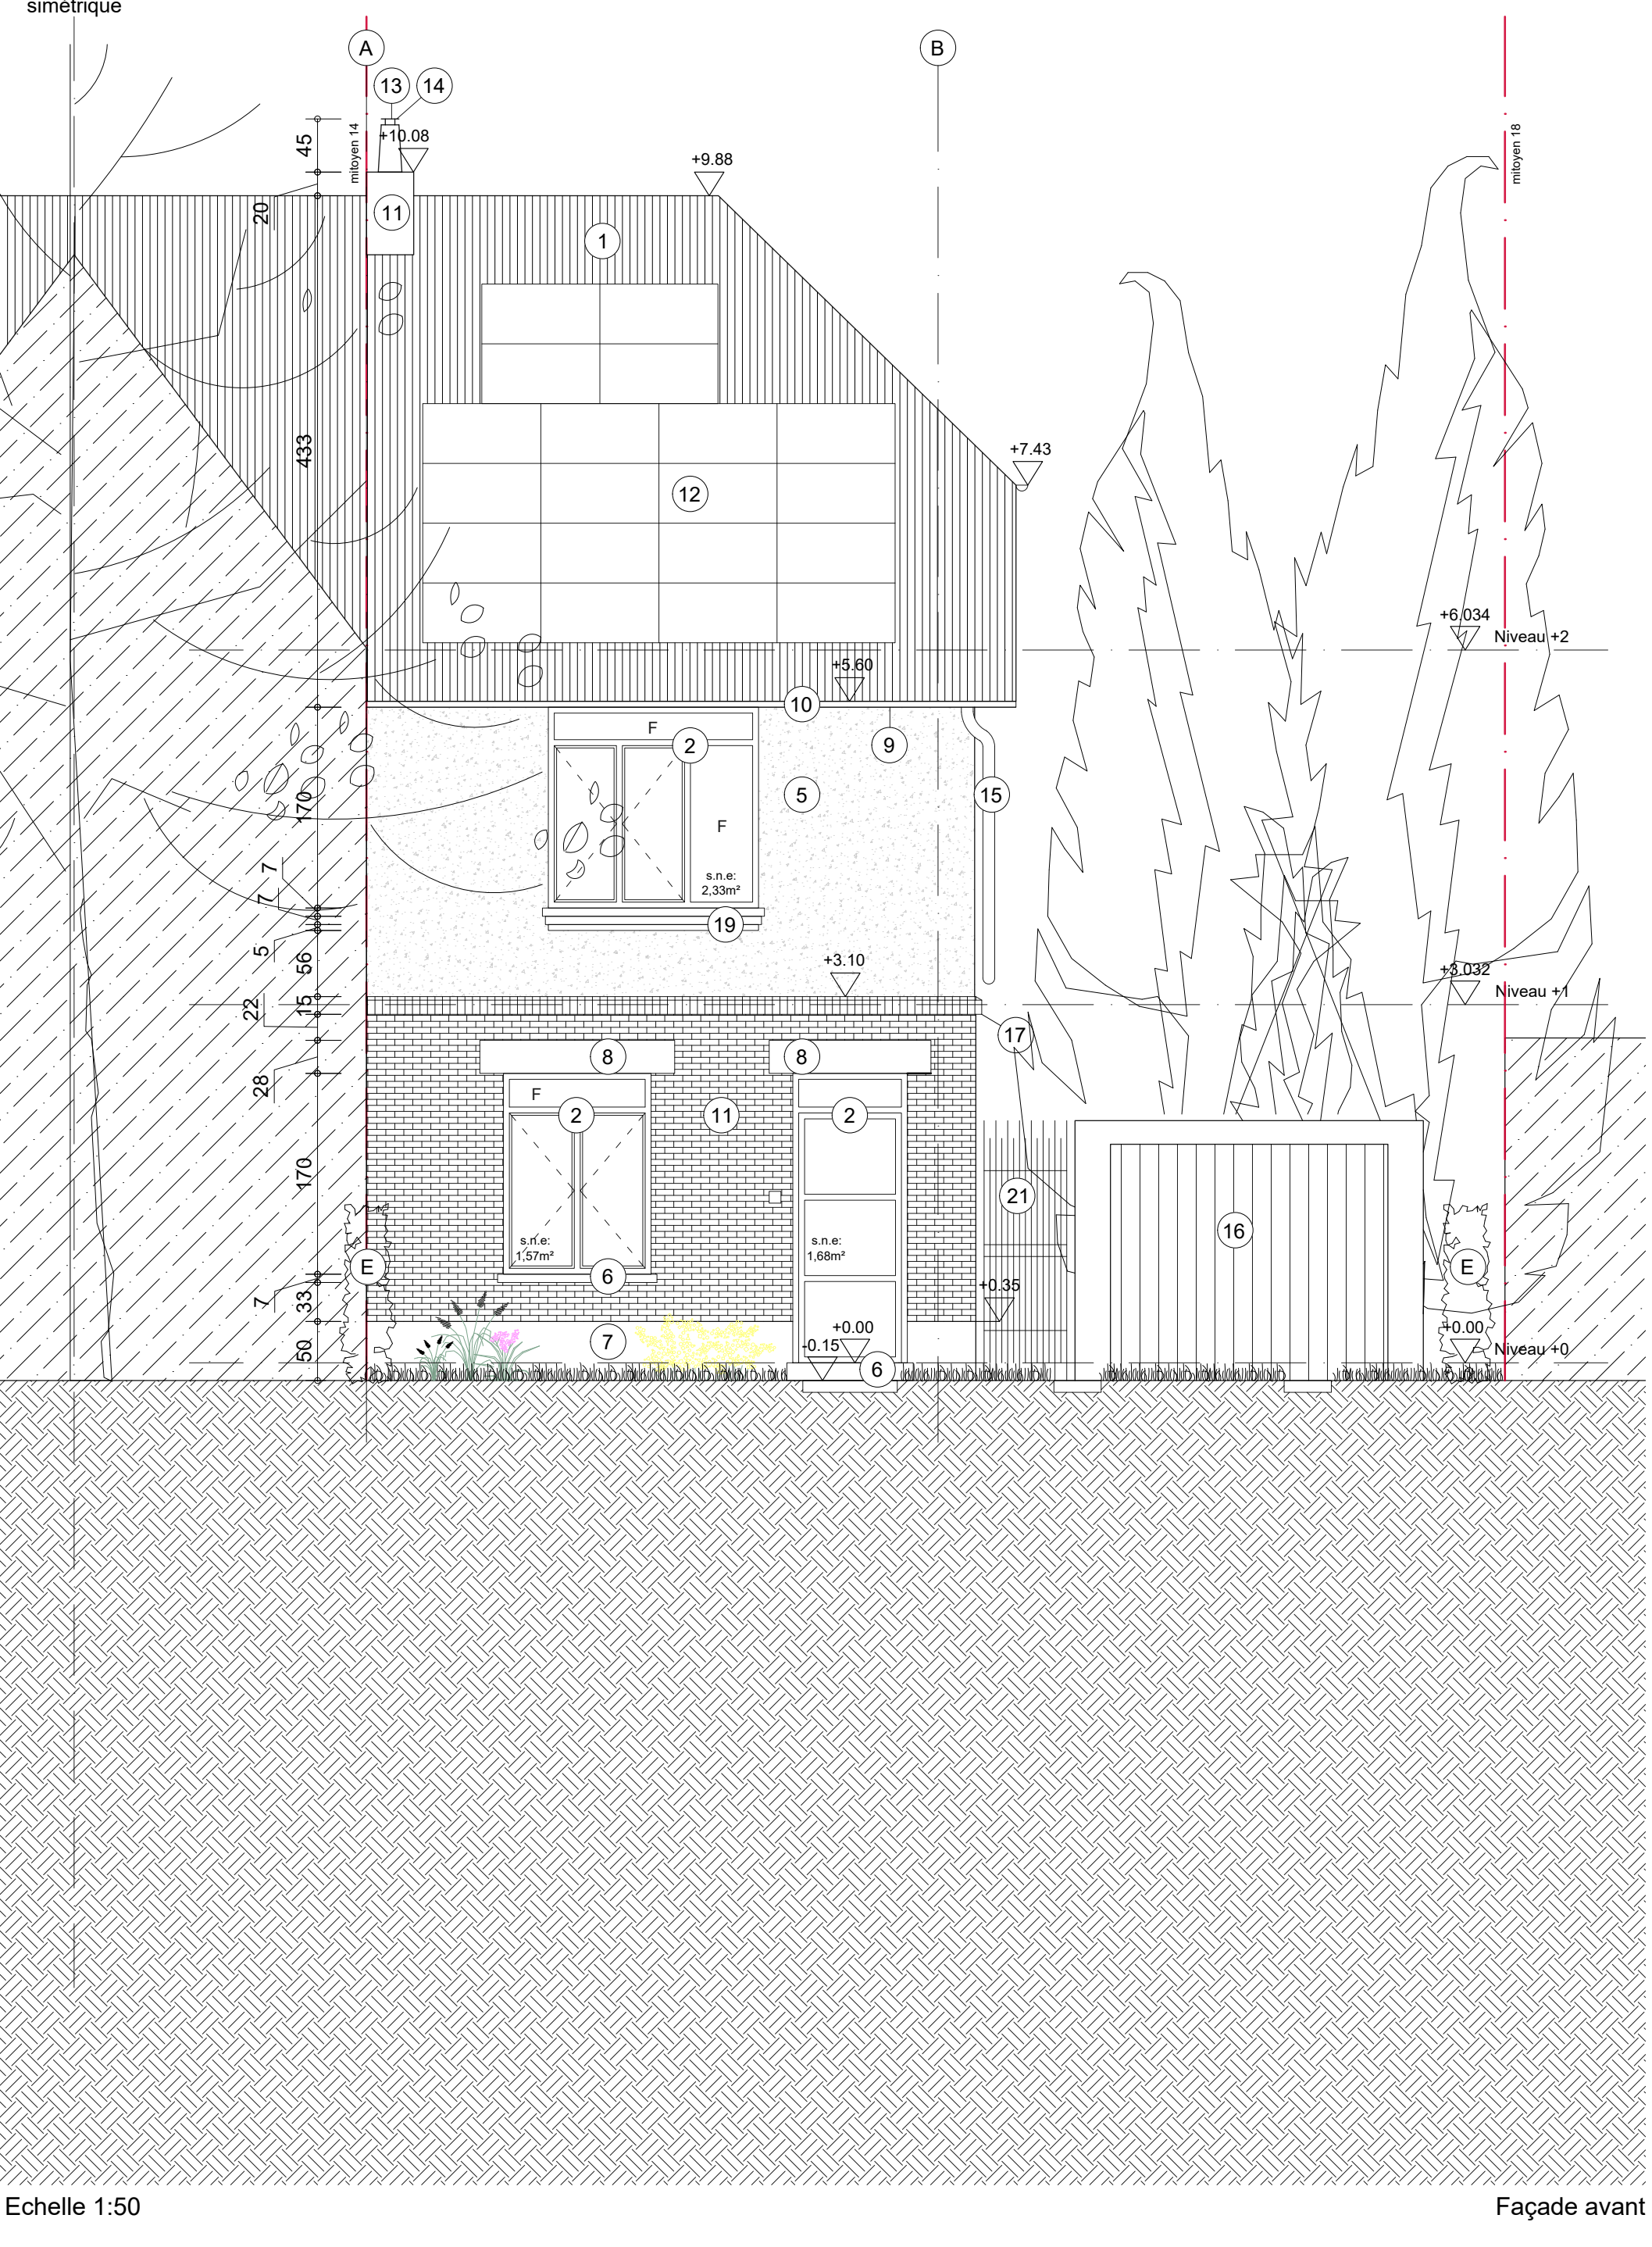 simétrique
A
B
13
14
45
mitoyen 14
+10.08
mitoyen 18
+9.88
20
11
1
433
+7.43
12
+6.034
Niveau +2
+5.60
10
F
2
9
170
5
15
F
7
s.n.e:
2,33m²
7
19
5
56
+3.10
+3.032
Niveau +1
22
15
17
8
8
28
F
2
11
2
170
21
16
s.n.e:
1,57m²
s.n.e:
1,68m²
E
E
6
+0.35
7
33
7
+0.00
+0.00
50
-0.15
Niveau +0
6
Echelle 1:50
Façade avant